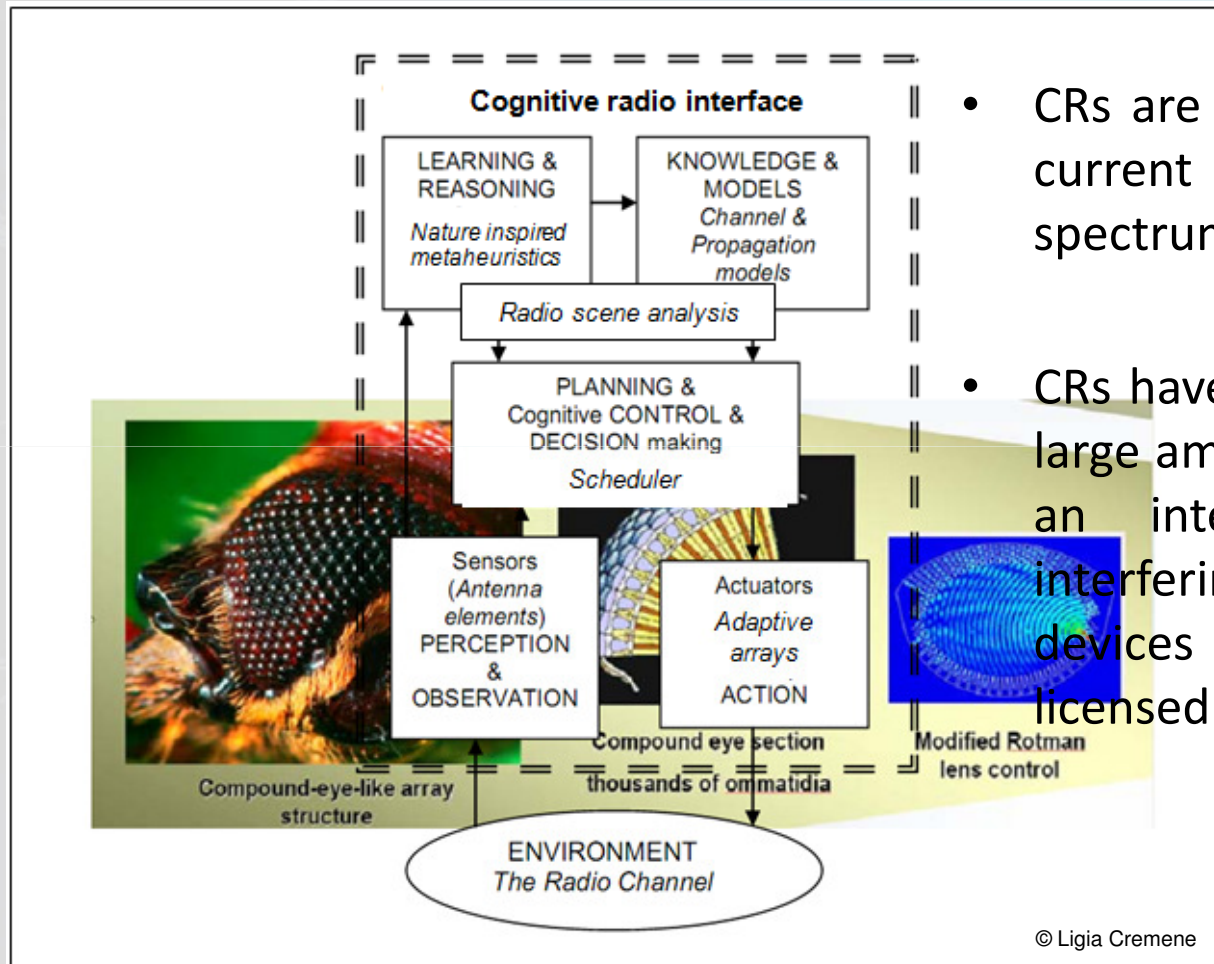 Cognitive radio interface
LEARNING &
REASONING
Nature inspired
metaheuristics
KNOWLEDGE &
MODELS
Channel &
Propagation
models
Radio scene analysis
PLANNING &
Cognitive CONTROL &
DECISION making
Scheduler
Sensors
(Antenna
elements)
PERCEPTION
&
OBSERVATION
Actuators
Adaptive
arrays
ACTION
Compound-eye-like array
structure
Compound eye section
thousands of ommatidia
Modified Rotman
lens control
ENVIRONMENT
The Radio Channel
• CRs are
current
• CRs have
large
an
devices
licensed
© Ligia Cremene